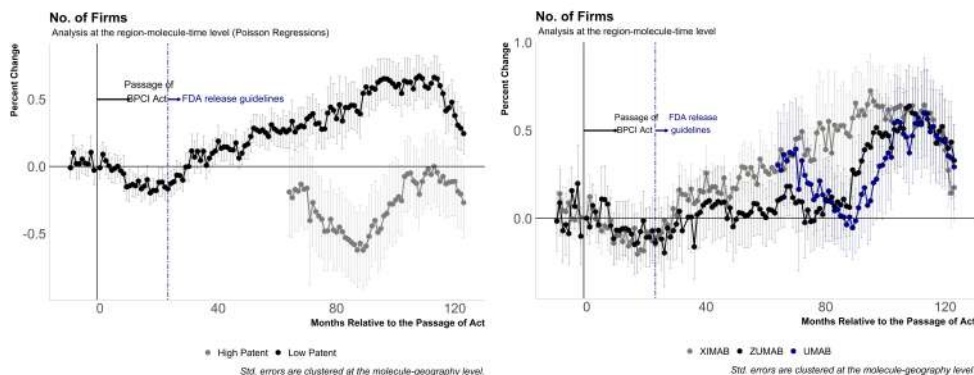 No. of Firms
Analysis at the region-molecule-time level (Poisson Regressions)
Percent Change
0.5
0.0
-0.5
Passage of
BPCI Act
FDA release guidelines
0
40
80
120
Months Relative to the Passage of Act
High Patent
Low Patent
Std. errors are clustered at the molecule-geography level.
No. of Firms
Analysis at the region-molecule-time level
Percent Change
1.0
0.5
0.0
Passage of
BPCI Act
FDA release
guidelines
0
40
80
120
Months Relative to the Passage of Act
XIMAB
ZUMAB
UMAB
Std. errors are clustered at the molecule-geography level